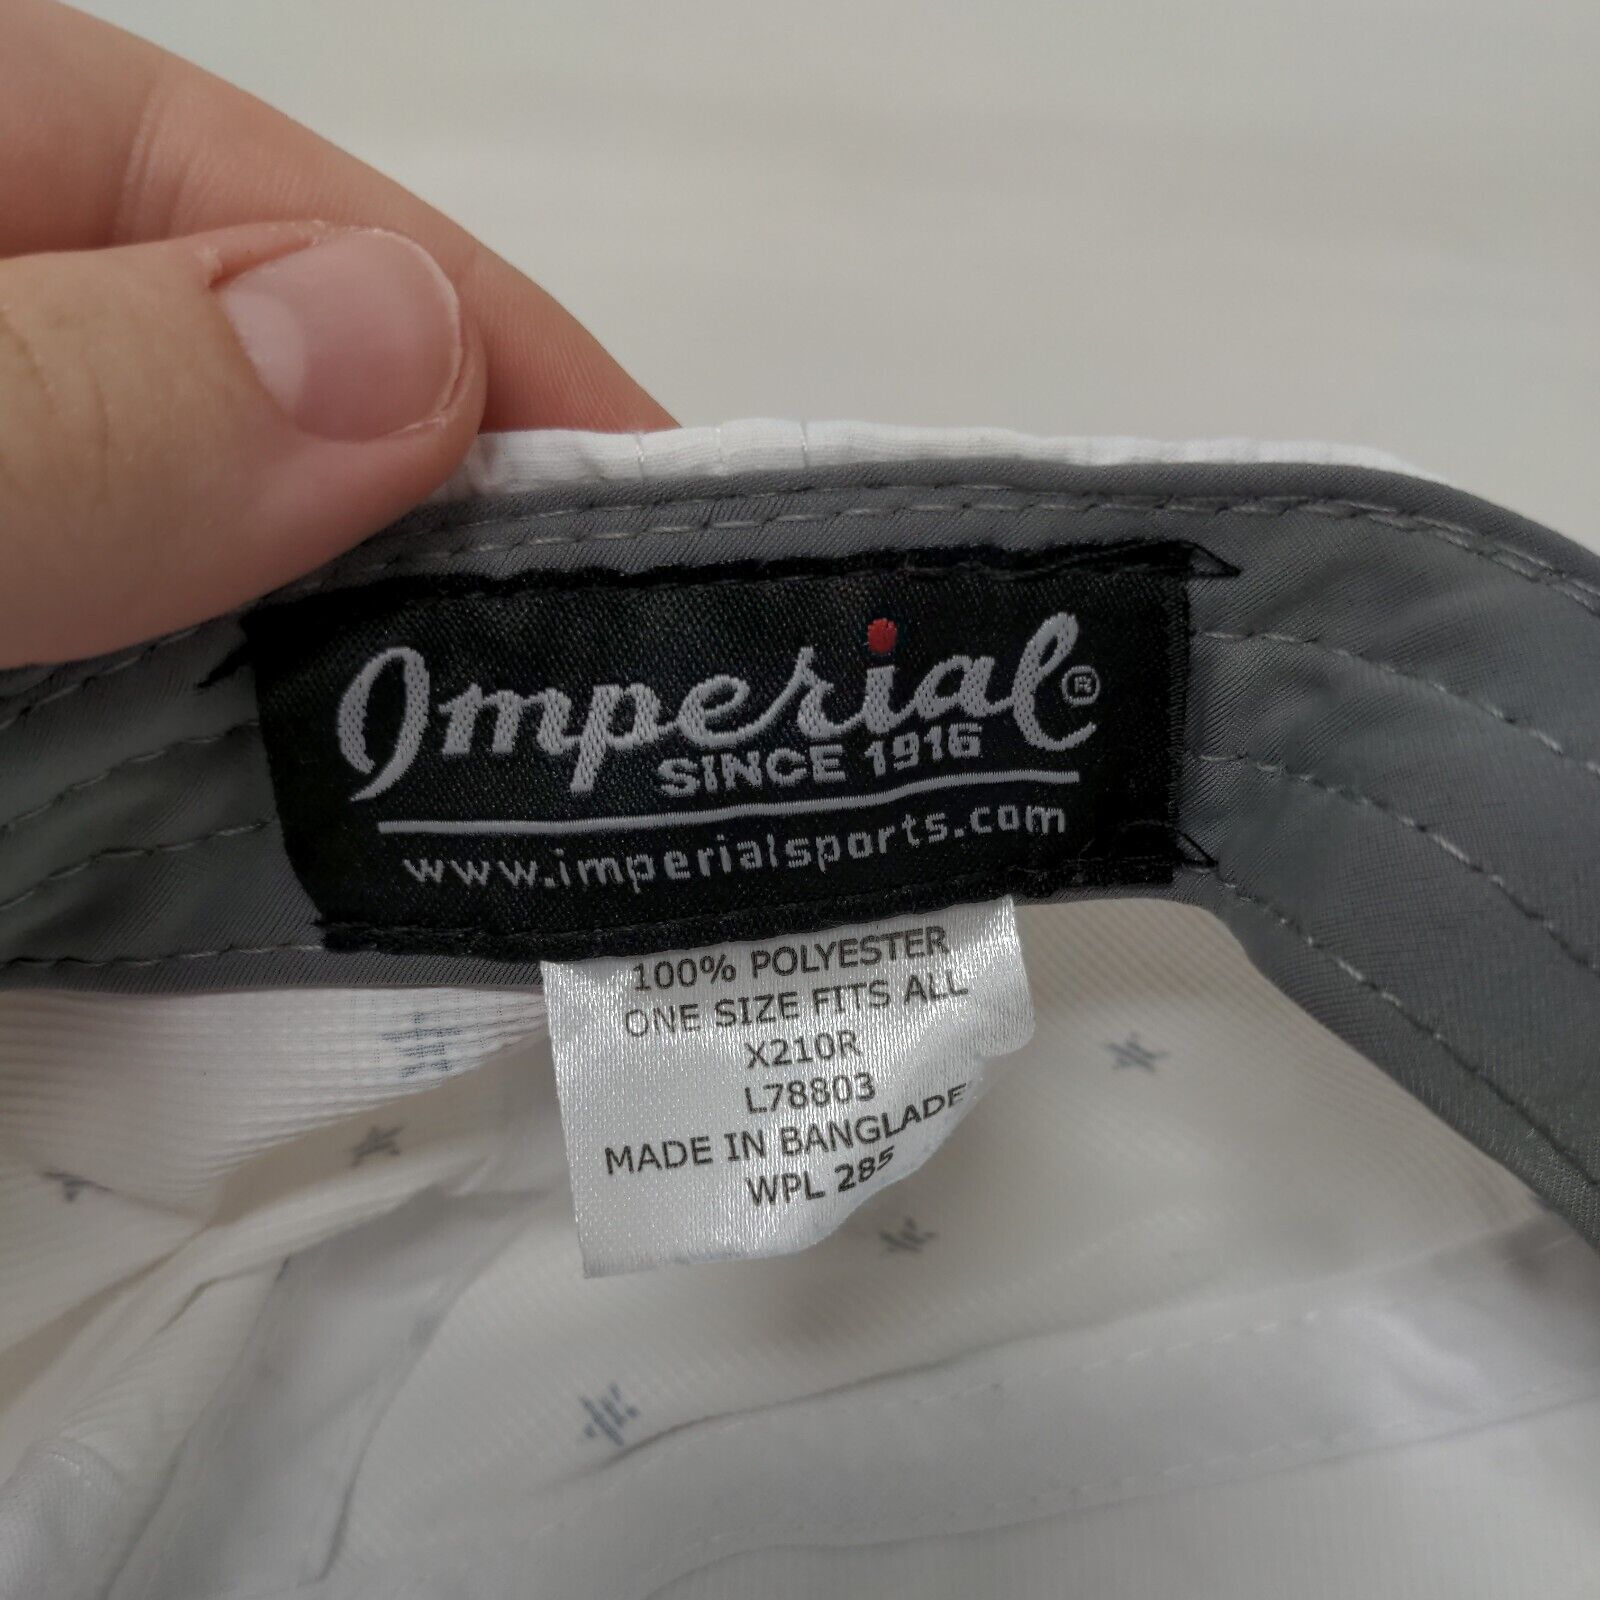 Imperial®
SINCE 1916
www.imperialsports.com
100% POLYESTER
ONE SIZE FITS ALL
X210R
L78803
MADE IN BANGLADE
WPL 285